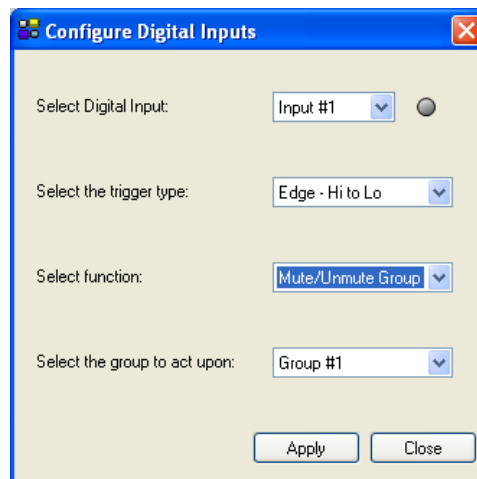 Configure Digital Inputs
Select Digital Input: Input #1
Select the trigger type: Edge - Hi to Lo
Select function: Mute/Unmute Group
Select the group to act upon: Group #1
Apply Close